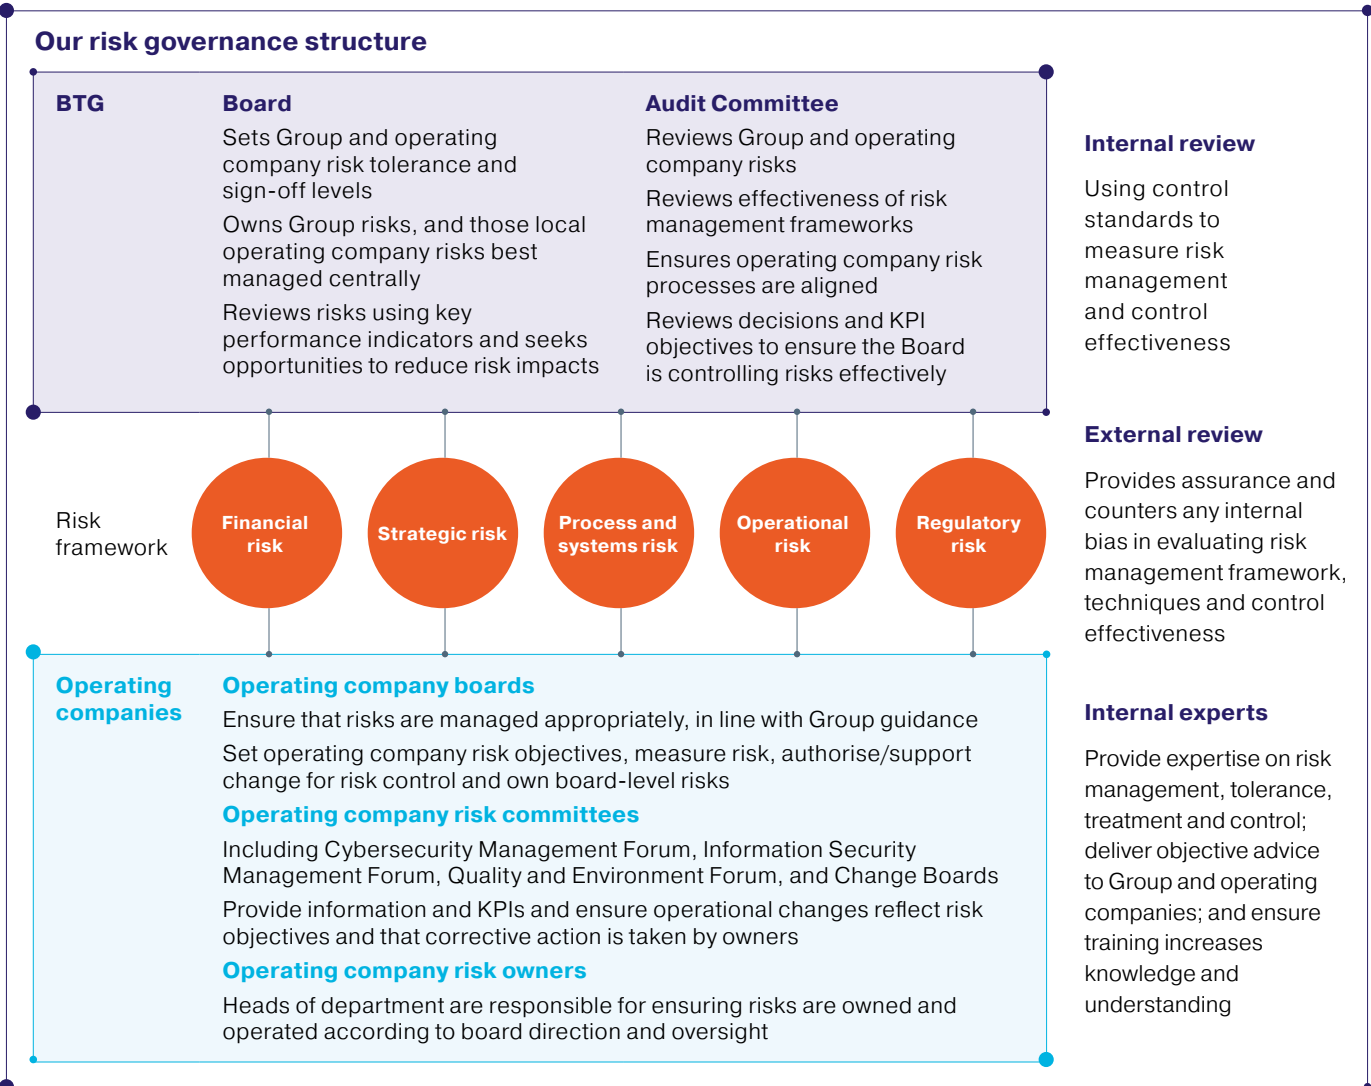 Our risk governance structure
BTG
Board
Sets Group and operating
company risk tolerance and
sign-off levels
Owns Group risks, and those local
operating company risks best
managed centrally
Reviews risks using key
performance indicators and seeks
opportunities to reduce risk impacts
Audit Committee
Reviews Group and operating
company risks
Reviews effectiveness of risk
management frameworks
Ensures operating company risk
processes are aligned
Reviews decisions and KPI
objectives to ensure the Board
is controlling risks effectively
Risk
framework
Financial
risk
Strategic risk
Process and
systems risk
Operational
risk
Regulatory
risk
Operating
companies
Operating company boards
Ensure that risks are managed appropriately, in line with Group guidance
Set operating company risk objectives, measure risk, authorise/support
change for risk control and own board-level risks
Operating company risk committees
Including Cybersecurity Management Forum, Information Security
Management Forum, Quality and Environment Forum, and Change Boards
Provide information and KPIs and ensure operational changes reflect risk
objectives and that corrective action is taken by owners
Operating company risk owners
Heads of department are responsible for ensuring risks are owned and
operated according to board direction and oversight
Internal review
Using control
standards to
measure risk
management
and control
effectiveness
External review
Provides assurance and
counters any internal
bias in evaluating risk
management framework,
techniques and control
effectiveness
Internal experts
Provide expertise on risk
management, tolerance,
treatment and control;
deliver objective advice
to Group and operating
companies; and ensure
training increases
knowledge and
understanding